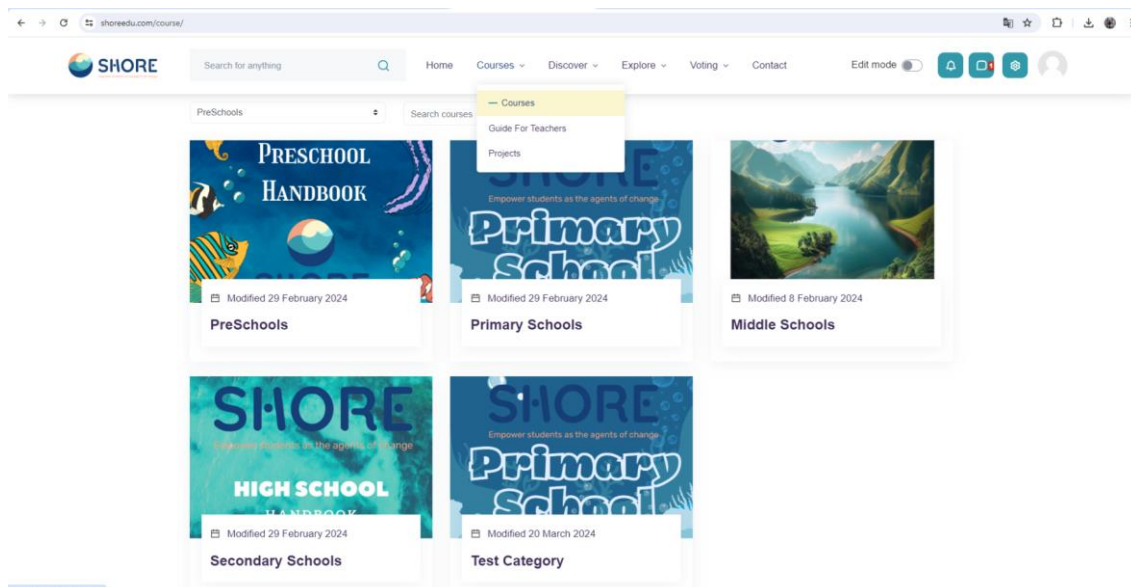 shoreedu.com/course/
SHORE
Search for anything
Home
Courses
Discover
Explore
Voting
Contact
Edit mode
1
PreSchools
Search courses
— Courses
Guide For Teachers
Projects
PRESCHOOL
HANDBOOK
SHORE
Modified 29 February 2024
PreSchools
SHORE
Empower students as the agents of change
Primary
School
Modified 29 February 2024
Primary Schools
Modified 8 February 2024
Middle Schools
SHORE
Empower students as the agents of change
HIGH SCHOOL
HANDBOOK
Modified 29 February 2024
Secondary Schools
SHORE
Empower students as the agents of change
Primary
School
Modified 20 March 2024
Test Category